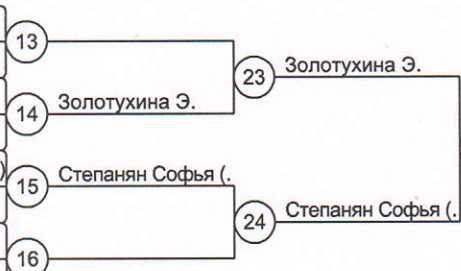 13
23 Золотухина Э.
14 Золотухина Э.
) 15 Степанян Софья (.
24 Степанян Софья (.
16